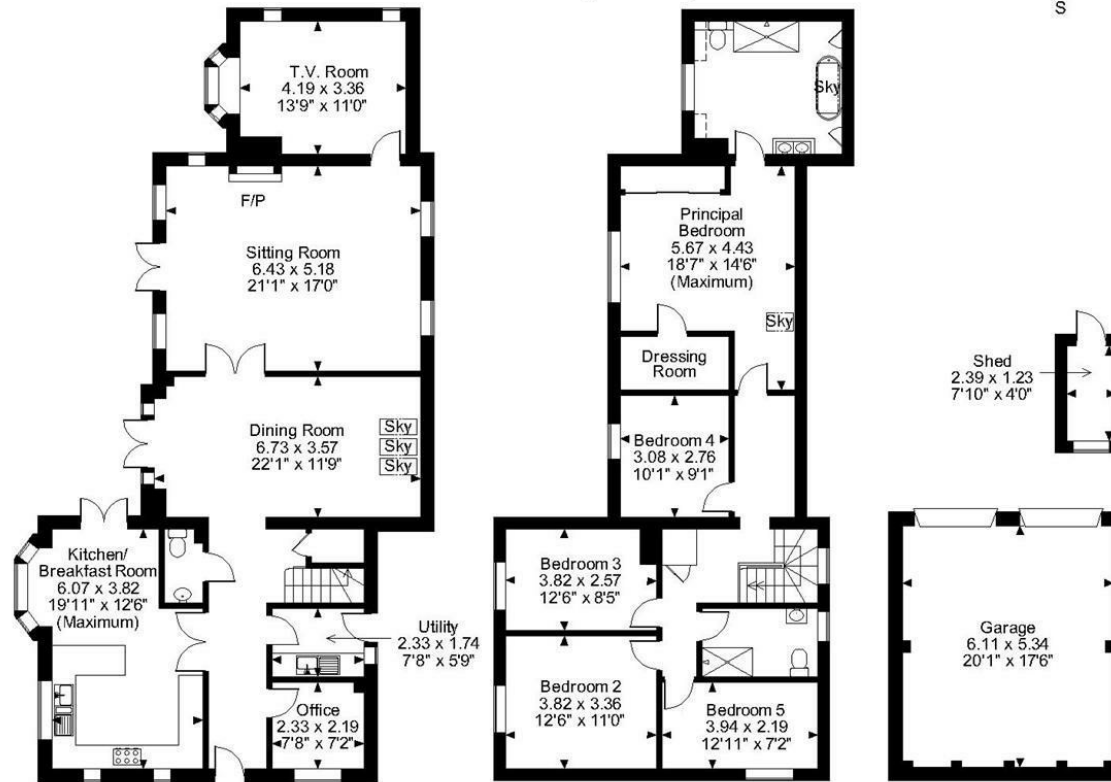 S
T.V. Room
4.19 x 3.36
13'9" x 11'0"
F/P
Sitting Room
6.43 x 5.18
21'1" x 17'0"
Dining Room
6.73 x 3.57
22'1" x 11'9"
Sky
Sky
Sky
Kitchen/
Breakfast Room
6.07 x 3.82
19'11" x 12'6"
(Maximum)
Utility
2.33 x 1.74
7'8" x 5'9"
Office
2.33 x 2.19
7'8" x 7'2"
Sky
Principal
Bedroom
5.67 x 4.43
18'7" x 14'6"
(Maximum)
Sky
Dressing
Room
Bedroom 4
3.08 x 2.76
10'1" x 9'1"
Bedroom 3
3.82 x 2.57
12'6" x 8'5"
Bedroom 2
3.82 x 3.36
12'6" x 11'0"
Bedroom 5
3.94 x 2.19
12'11" x 7'2"
Shed
2.39 x 1.23
7'10" x 4'0"
Garage
6.11 x 5.34
20'1" x 17'6"